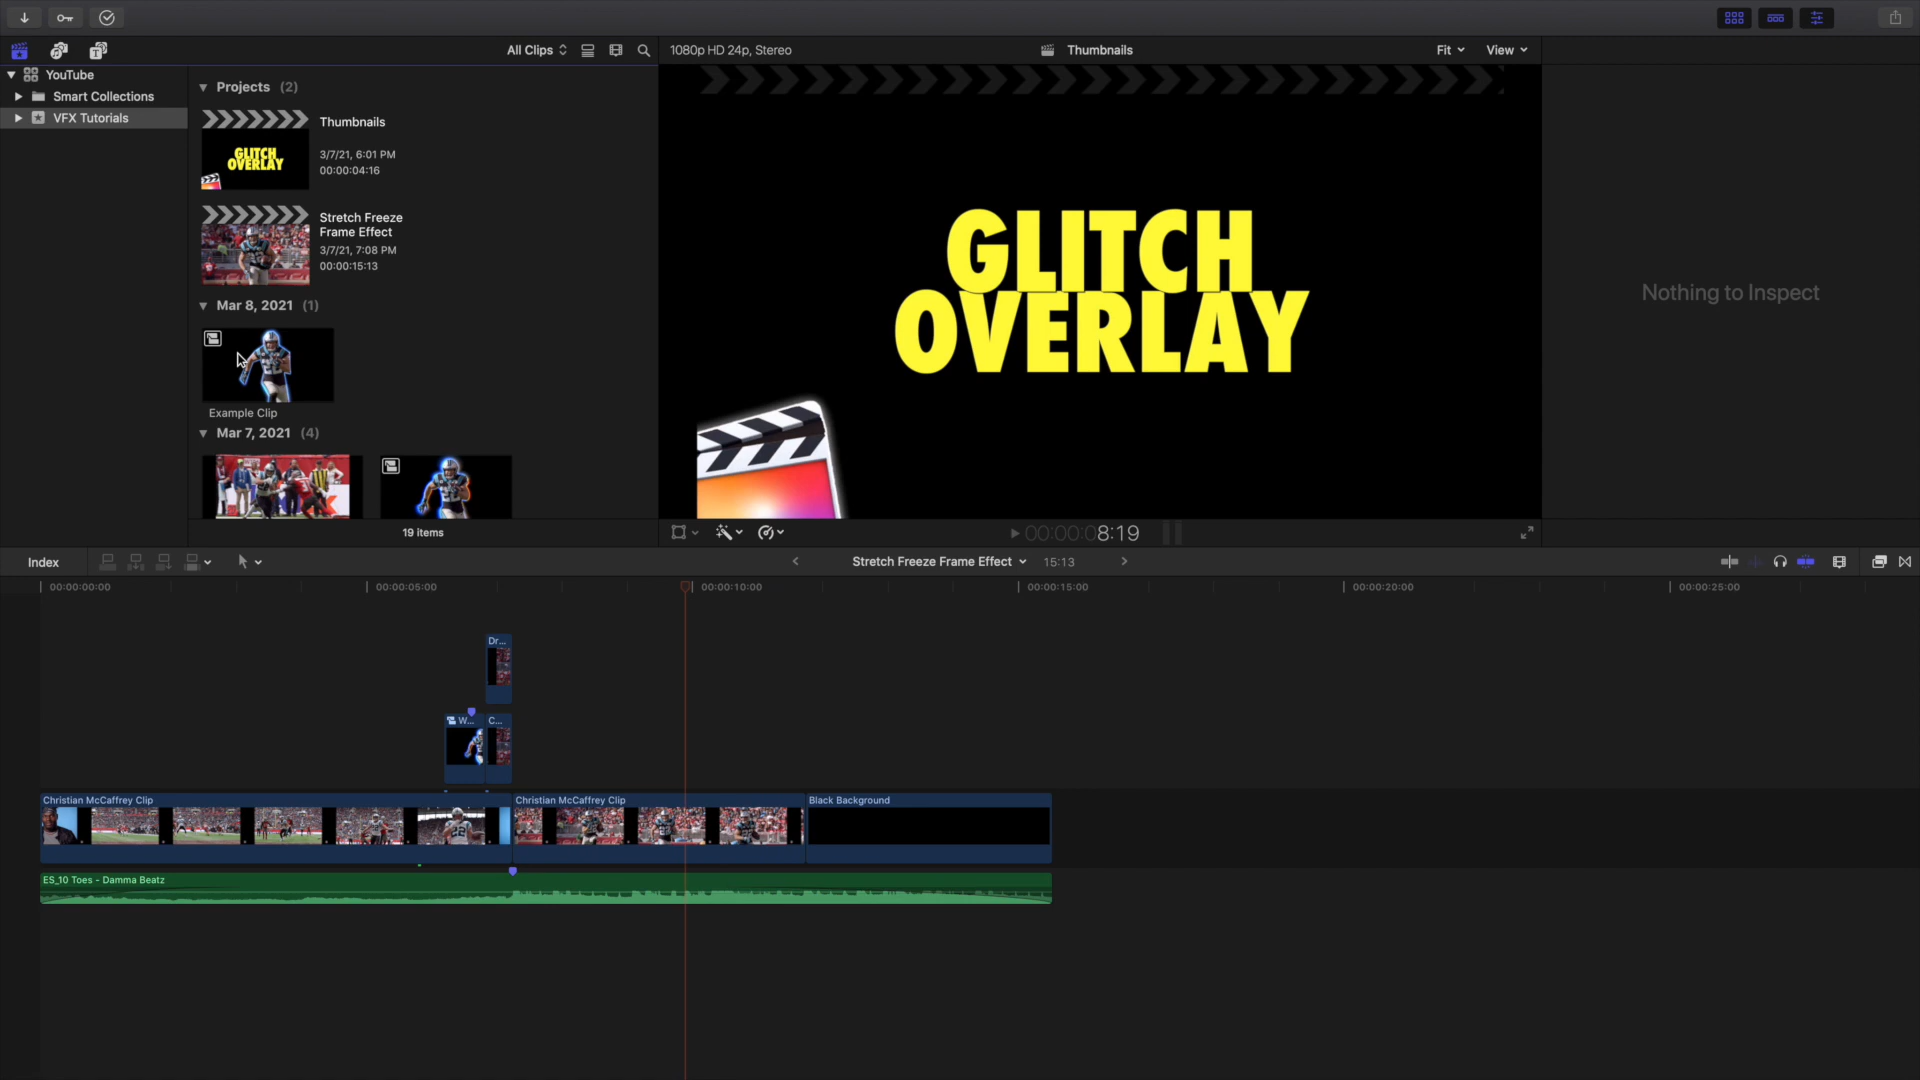 All Clips
1080p HD 24p, Stereo
Thumbnails
Fit
View
YouTube
Smart Collections
VFX Tutorials
Projects (2)
Thumbnails
3/7/21, 6:01 PM
00:00:04:16
GLITCH
OVERLAY
Stretch Freeze
Frame Effect
3/7/21, 7:08 PM
00:00:15:13
Mar 8, 2021 (1)
Example Clip
Mar 7, 2021 (4)
19 items
GLITCH
OVERLAY
Nothing to Inspect
00:00:08:19
Index
Stretch Freeze Frame Effect
15:13
00:00:00:00
00:00:05:00
00:00:10:00
00:00:15:00
00:00:20:00
00:00:25:00
Dr...
W...
C...
Christian McCaffrey Clip
Christian McCaffrey Clip
Black Background
22
ES_10 Toes - Damma Beatz